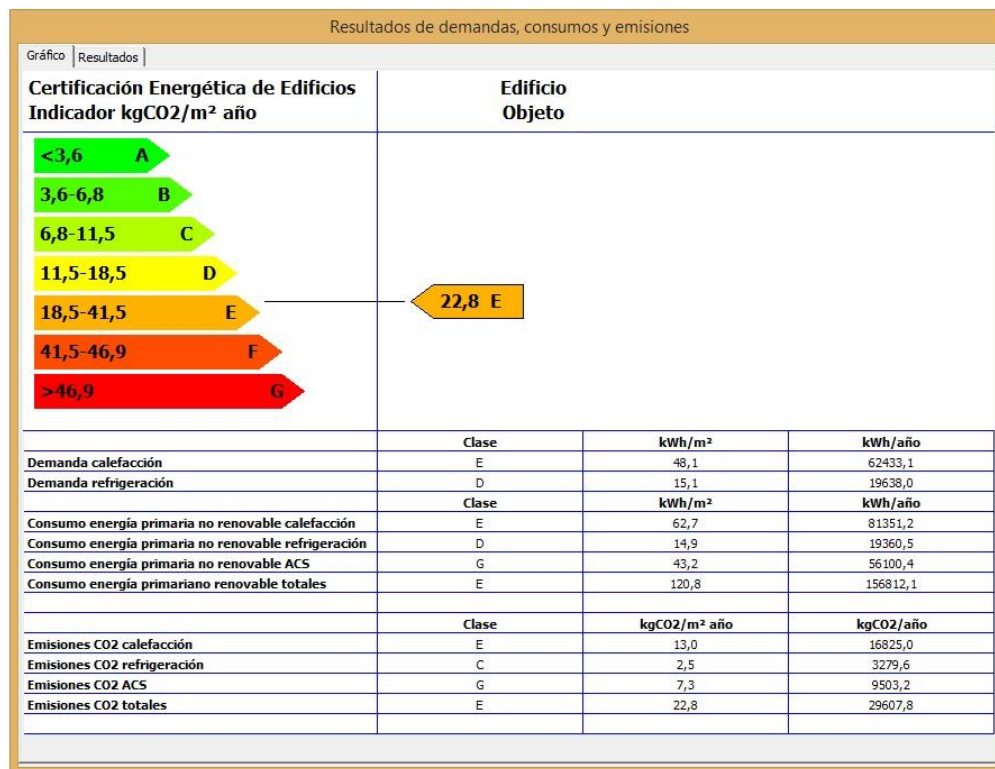 Resultados de demandas, consumos y emisiones
Gráfico Resultados
Certificación Energética de Edificios Edificio
Indicador kgCO2/m² año Objeto
<3,6 A
3,6-6,8 B
6,8-11,5 C
11,5-18,5 D
18,5-41,5 E 22,8 E
41,5-46,9 F
>46,9 G
Clase kWh/m² kWh/año
Demanda calefacción E 48,1 62433,1
Demanda refrigeración D 15,1 19638,0
Clase kWh/m² kWh/año
Consumo energía primaria no renovable calefacción E 62,7 81351,2
Consumo energía primaria no renovable refrigeración D 14,9 19360,5
Consumo energía primaria no renovable ACS G 43,2 56100,4
Consumo energía primariano renovable totales E 120,8 156812,1
Clase kgCO2/m² año kgCO2/año
Emisiones CO2 calefacción E 13,0 16825,0
Emisiones CO2 refrigeración C 2,5 3279,6
Emisiones CO2 ACS G 7,3 9503,2
Emisiones CO2 totales E 22,8 29607,8